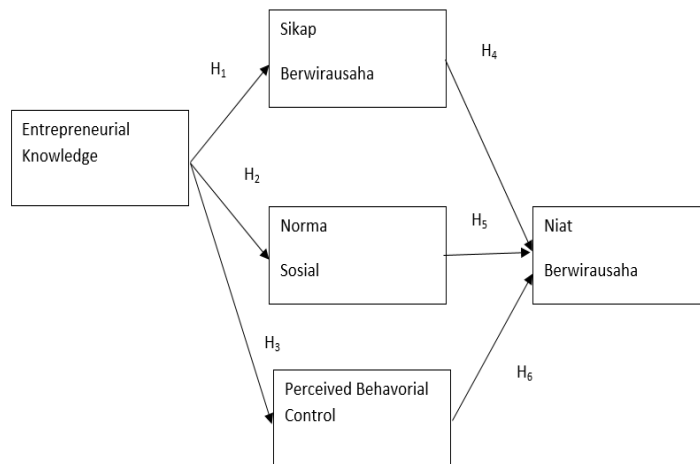 Sikap
Berwirausaha
H₁
H₄
Entrepreneurial
Knowledge
H₂
Norma
Sosial
H₅
Niat
Berwirausaha
H₃
Perceived Behavorial
Control
H₆